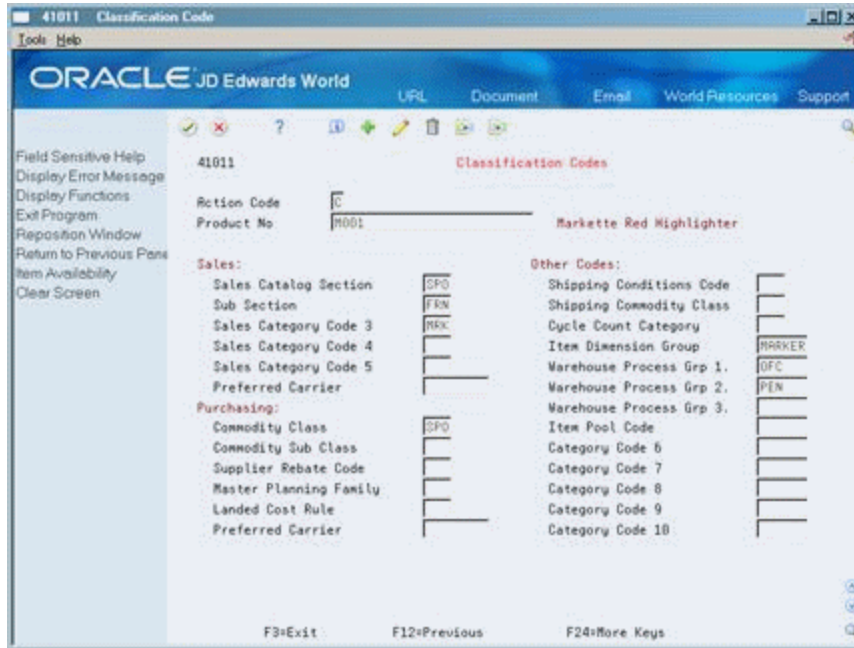 41011 Classification Code
Tools Help
ORACLE JD Edwards World
URL Document Email World Resources Support
Field Sensitive Help
Display Error Message
Display Functions
Exit Program
Reposition Window
Return to Previous Pane
Item Availability
Clear Screen
41011 Classification Codes
Action Code C
Product No M001 Markette Red Highlighter
Sales:
Sales Catalog Section SPO
Sub Section FRN
Sales Category Code 3 MRK
Sales Category Code 4
Sales Category Code 5
Preferred Carrier
Purchasing:
Commodity Class SPO
Commodity Sub Class
Supplier Rebate Code
Master Planning Family
Landed Cost Rule
Preferred Carrier
Other Codes:
Shipping Conditions Code
Shipping Commodity Class
Cycle Count Category
Item Dimension Group MARKER
Warehouse Process Grp 1. OFC
Warehouse Process Grp 2. PEN
Warehouse Process Grp 3.
Item Pool Code
Category Code 6
Category Code 7
Category Code 8
Category Code 9
Category Code 10
F3=Exit F12=Previous F24=More Keys